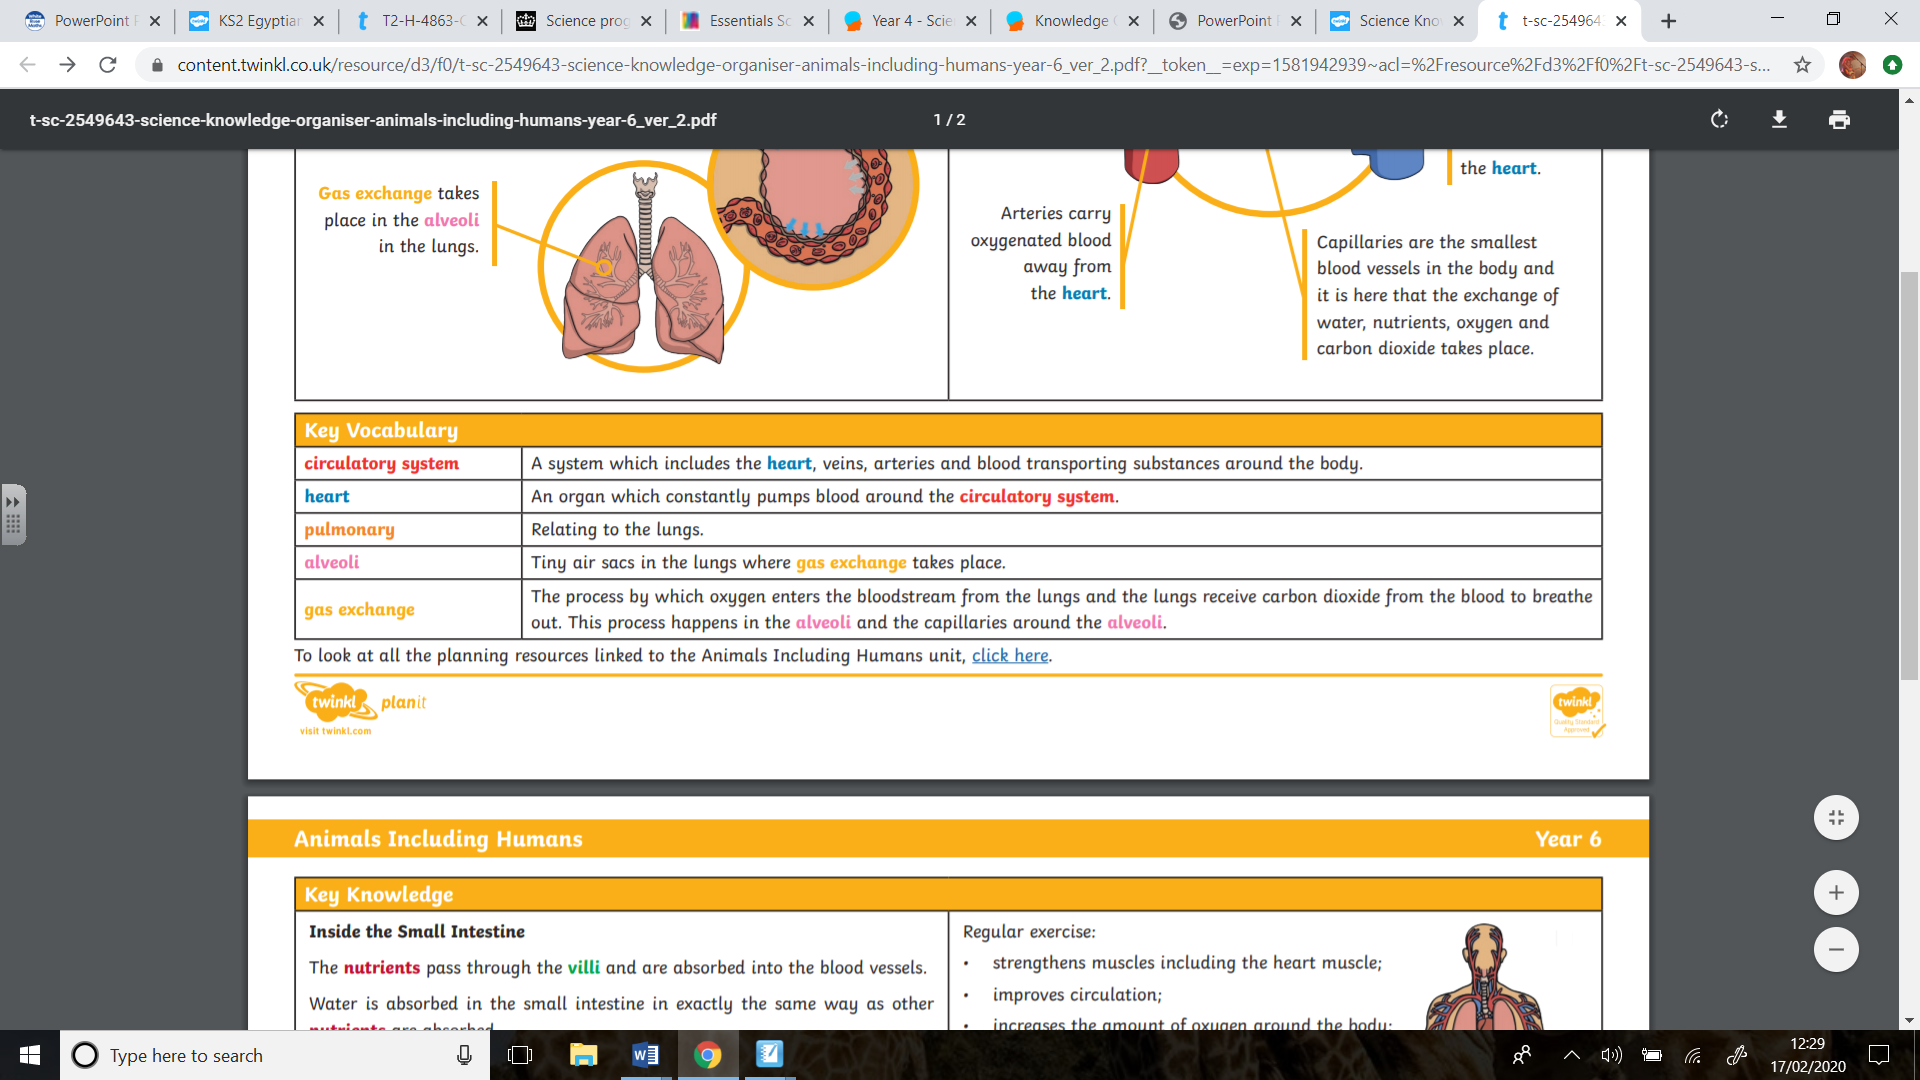 PowerPoint
KS2 Egyptian
T2-H-4863-
Science prog
Essentials Sc
Year 4 - Scie
Knowledge
PowerPoint
Science Kno
t-sc-254964
content.twinkl.co.uk/resource/d3/f0/t-sc-2549643-science-knowledge-organiser-animals-including-humans-year-6_ver_2.pdf?__token__=exp=1581942939~acl=%2Fresource%2Fd3%2Ff0%2Ft-sc-2549643-s...
t-sc-2549643-science-knowledge-organiser-animals-including-humans-year-6_ver_2.pdf
1 / 2
Gas exchange takes
place in the alveoli
in the lungs.
the heart.
Arteries carry
oxygenated blood
away from
the heart.
Capillaries are the smallest
blood vessels in the body and
it is here that the exchange of
water, nutrients, oxygen and
carbon dioxide takes place.
Key Vocabulary
circulatory system
A system which includes the heart, veins, arteries and blood transporting substances around the body.
heart
An organ which constantly pumps blood around the circulatory system.
pulmonary
Relating to the lungs.
alveoli
Tiny air sacs in the lungs where gas exchange takes place.
gas exchange
The process by which oxygen enters the bloodstream from the lungs and the lungs receive carbon dioxide from the blood to breathe
out. This process happens in the alveoli and the capillaries around the alveoli.
To look at all the planning resources linked to the Animals Including Humans unit, click here.
twinkl planit
visit twinkl.com
twinkl
Quality Standard
Approved
Animals Including Humans
Year 6
Key Knowledge
Inside the Small Intestine
The nutrients pass through the villi and are absorbed into the blood vessels.
Water is absorbed in the small intestine in exactly the same way as other
nutrients are absorbed
Regular exercise:
• strengthens muscles including the heart muscle;
• improves circulation;
• increases the amount of oxygen around the body;
Type here to search
12:29
17/02/2020